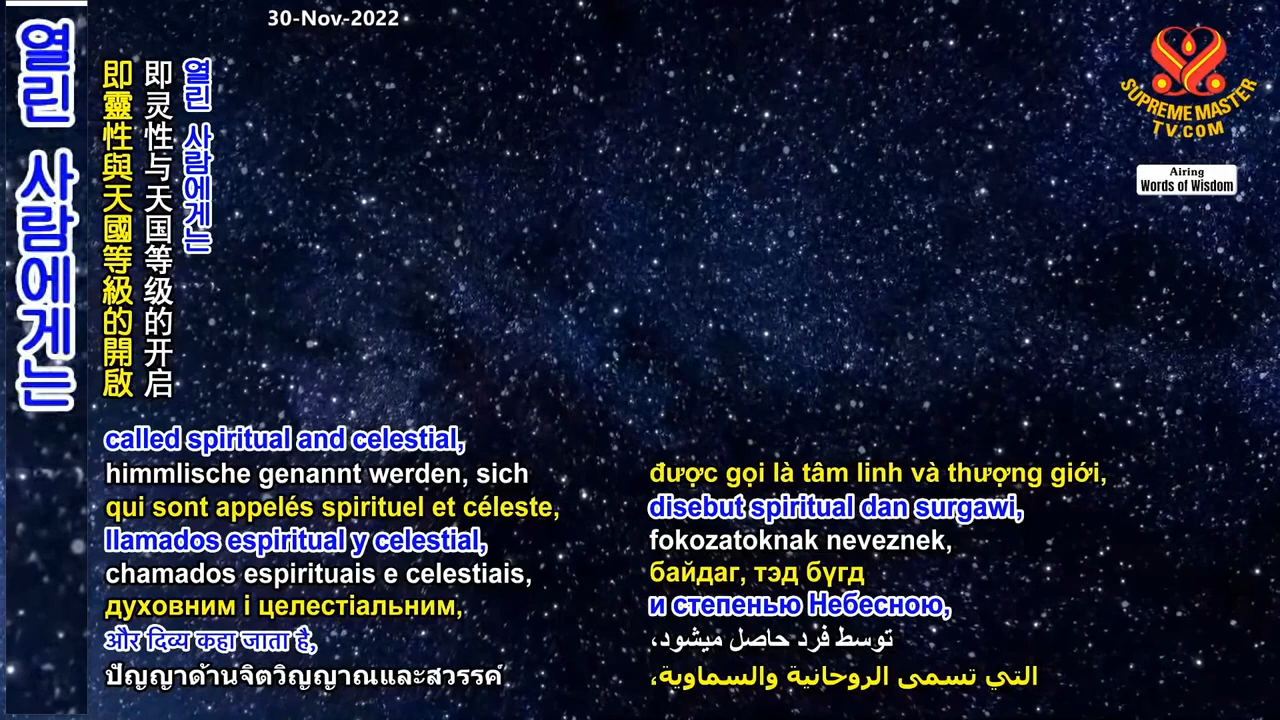 30-Nov-2022
SUPREME MASTER
TV.COM
Airing
Words of Wisdom
열린 사람에게는
即靈性與天國等級的開啟
即灵性与天国等级的开启
열린 사람에게는
called spiritual and celestial,
himmlische genannt werden, sich
qui sont appelés spirituel et céleste,
llamados espiritual y celestial,
chamados espirituais e celestiais,
духовним і целестіальним,
और दिव्य कहा जाता है,
ปัญญาด้านจิตวิญญาณและสวรรค์
được gọi là tâm linh và thượng giới,
disebut spiritual dan surgawi,
fokozatoknak neveznek,
байдаг, тэд бүгд
и степенью Небесною,
توسط فرد حاصل میشود،
التي تسمى الروحانية والسماوية،